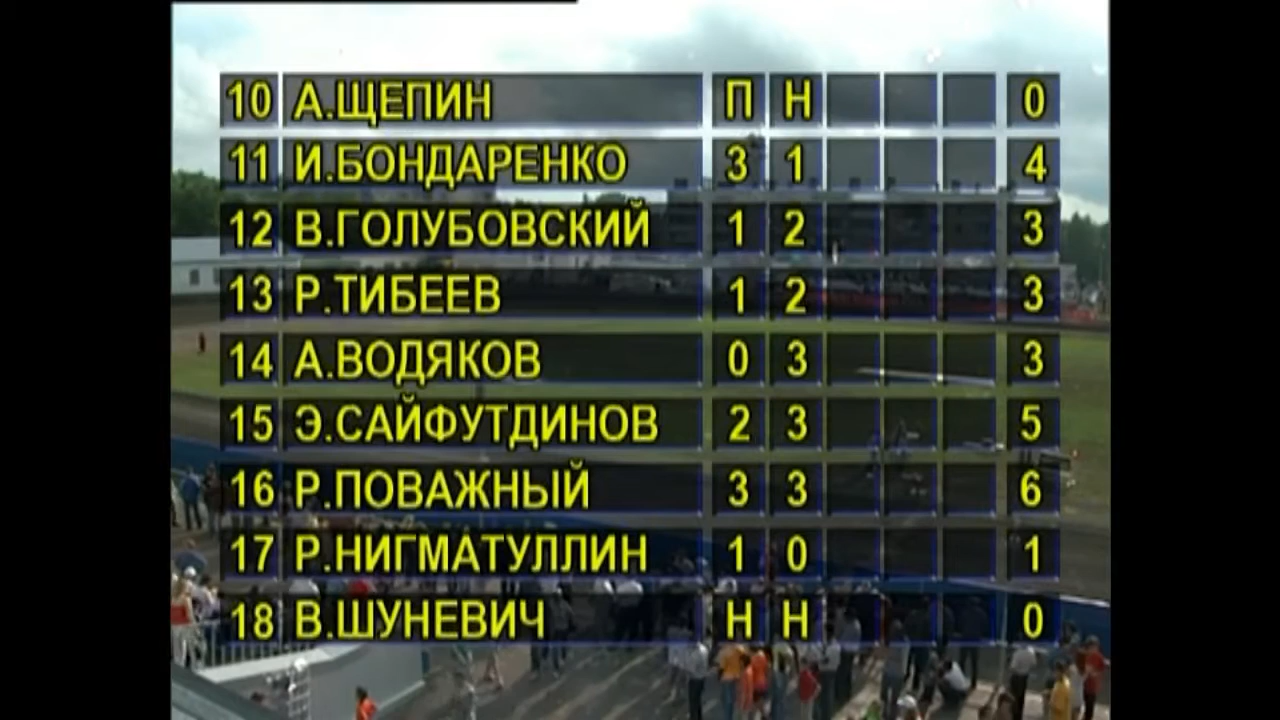 10 А.ЩЕПИН П Н 0
11 И.БОНДАРЕНКО 3 1 4
12 В.ГОЛУБОВСКИЙ 1 2 3
13 Р.ТИБЕЕВ 1 2 3
14 А.ВОДЯКОВ 0 3 3
15 Э.САЙФУТДИНОВ 2 3 5
16 Р.ПОВАЖНЫЙ 3 3 6
17 Р.НИГМАТУЛЛИН 1 0 1
18 В.ШУНЕВИЧ Н Н 0